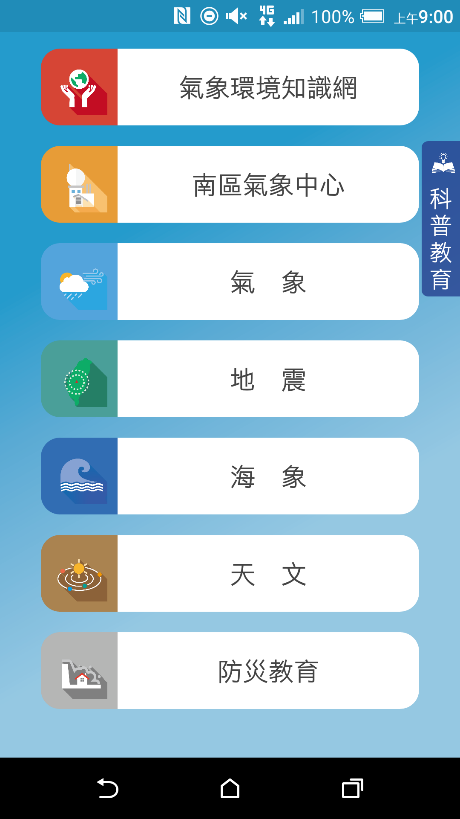 4G 100% 上午9:00
氣象環境知識網
南區氣象中心
科普教育
氣 象
地 震
海 象
天 文
防災教育